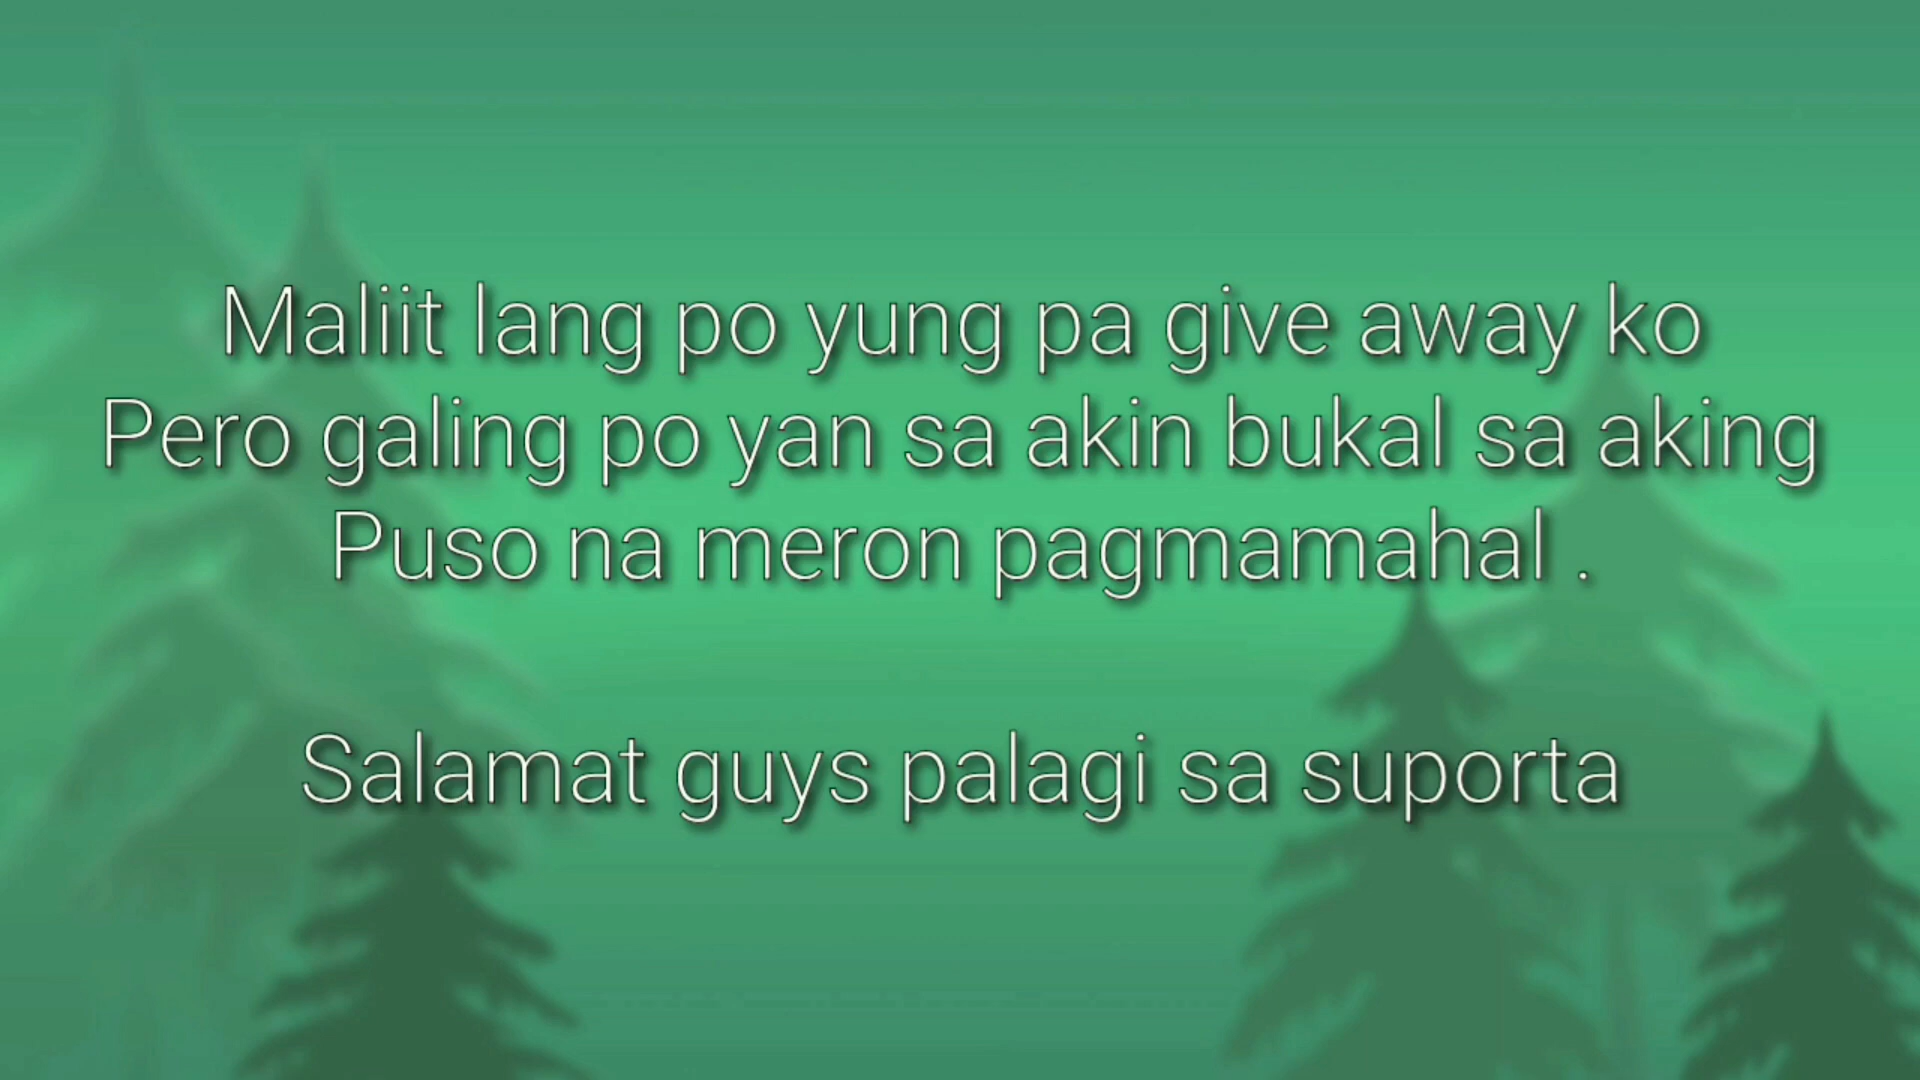 Maliit lang po yung pa give away ko
Pero galing po yan sa akin bukal sa aking
Puso na meron pagmamahal .
Salamat guys palagi sa suporta